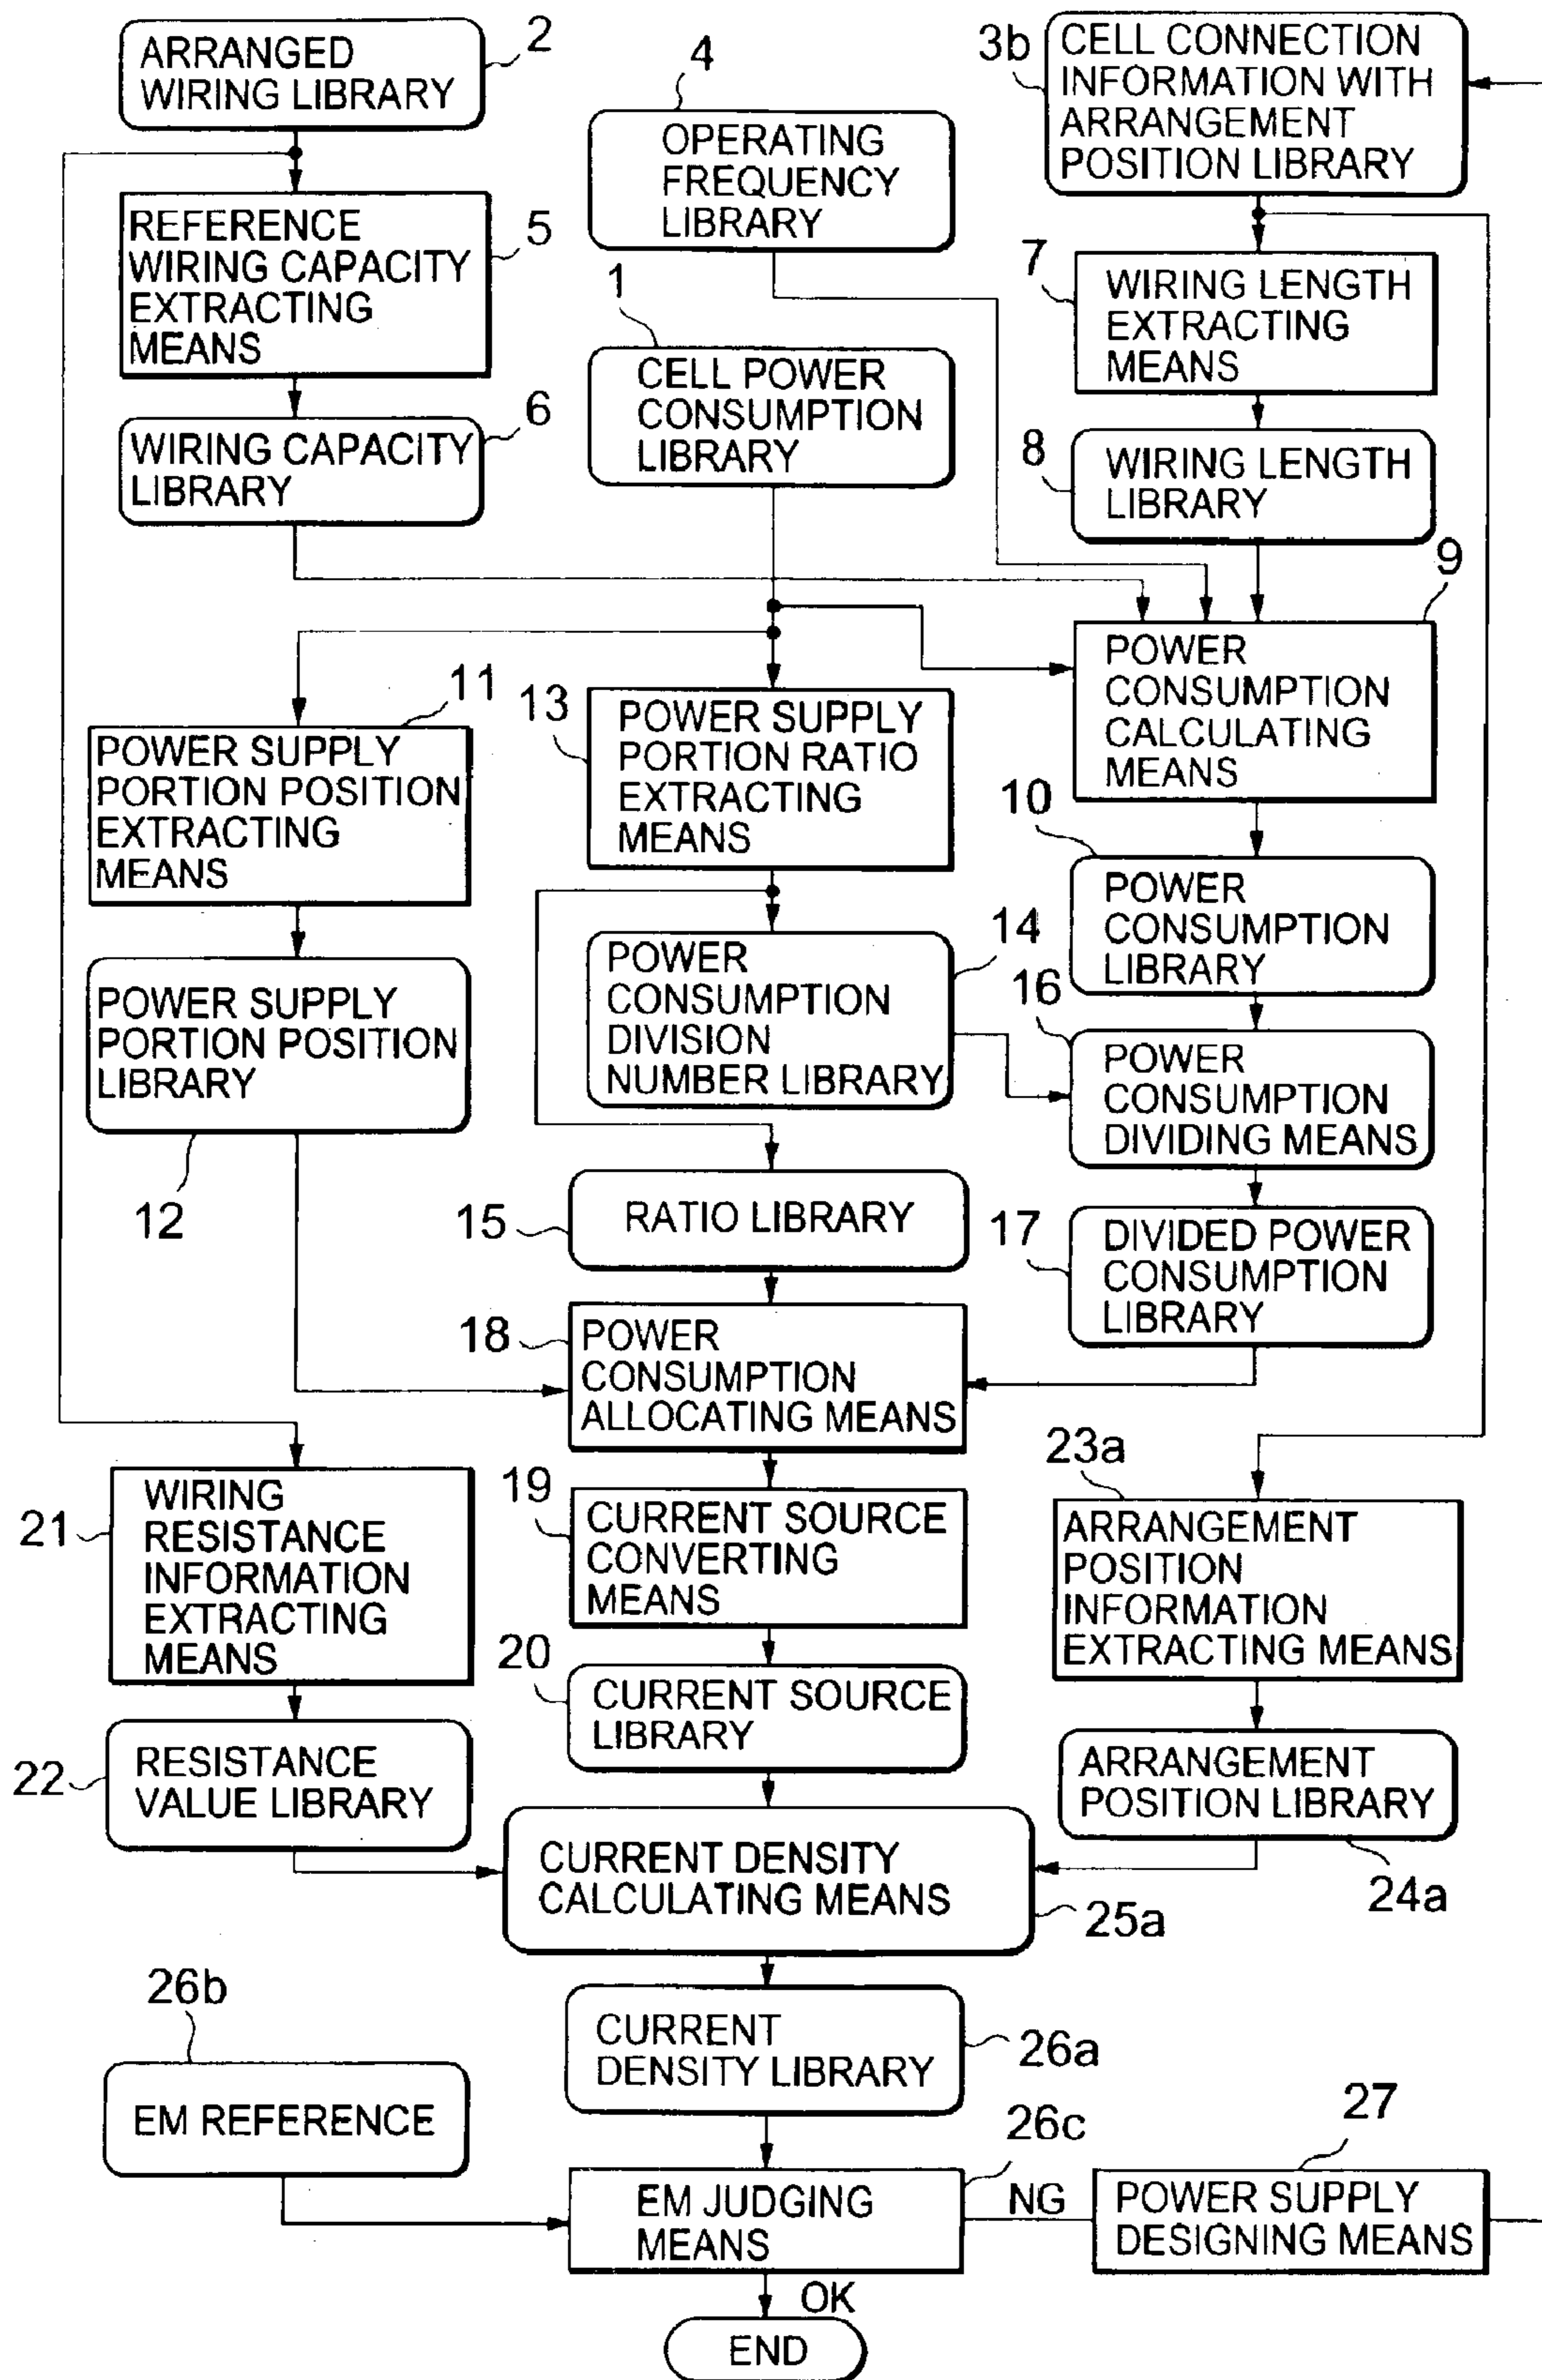 2
ARRANGED
WIRING LIBRARY
4
OPERATING
FREQUENCY
LIBRARY
3b
CELL CONNECTION
INFORMATION WITH
ARRANGEMENT
POSITION LIBRARY
5
REFERENCE
WIRING CAPACITY
EXTRACTING
MEANS
1
CELL POWER
CONSUMPTION
LIBRARY
7
WIRING LENGTH
EXTRACTING
MEANS
6
WIRING CAPACITY
LIBRARY
8
WIRING LENGTH
LIBRARY
9
POWER
CONSUMPTION
CALCULATING
MEANS
11
POWER SUPPLY
PORTION POSITION
EXTRACTING
MEANS
13
POWER SUPPLY
PORTION RATIO
EXTRACTING
MEANS
10
POWER
CONSUMPTION
LIBRARY
POWER SUPPLY
PORTION POSITION
LIBRARY
12
14
POWER
CONSUMPTION
DIVISION
NUMBER LIBRARY
16
POWER
CONSUMPTION
DIVIDING MEANS
15
RATIO LIBRARY
17
DIVIDED POWER
CONSUMPTION
LIBRARY
18
POWER
CONSUMPTION
ALLOCATING MEANS
21
WIRING
RESISTANCE
INFORMATION
EXTRACTING
MEANS
19
CURRENT SOURCE
CONVERTING
MEANS
23a
ARRANGEMENT
POSITION
INFORMATION
EXTRACTING MEANS
20
CURRENT SOURCE
LIBRARY
22
RESISTANCE
VALUE LIBRARY
ARRANGEMENT
POSITION LIBRARY
24a
CURRENT DENSITY
CALCULATING MEANS
25a
26b
EM REFERENCE
CURRENT
DENSITY LIBRARY
26a
26c
EM JUDGING
MEANS
NG
27
POWER SUPPLY
DESIGNING MEANS
OK
END